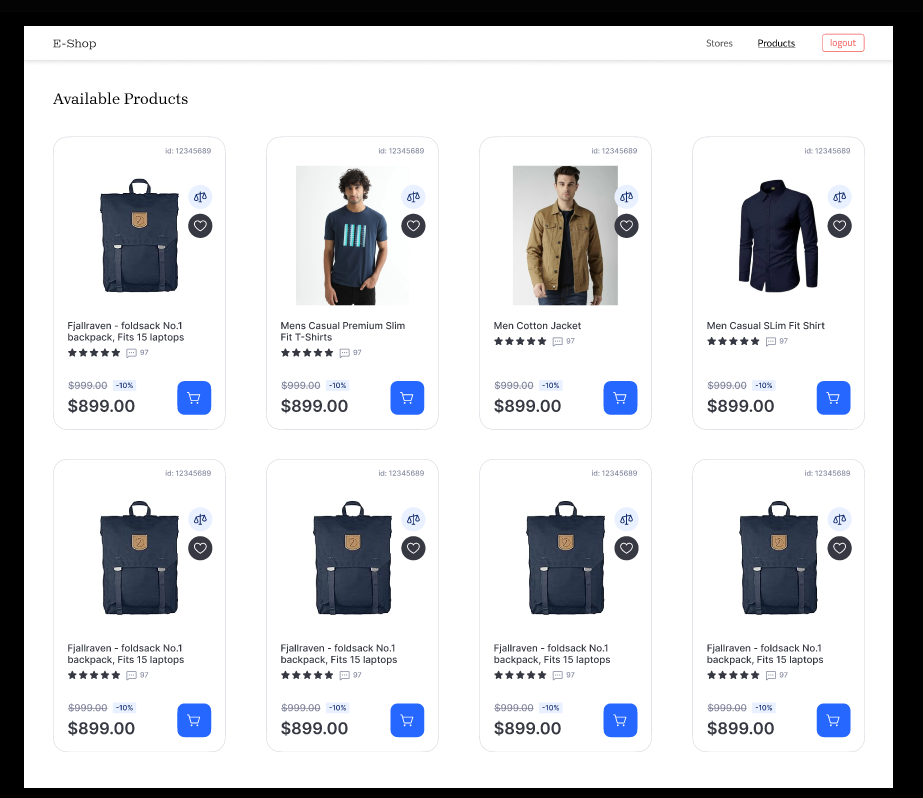 E-Shop
Stores Products logout
Available Products
id: 12345689 id: 12345689 id: 12345689 id: 12345689
Fjallraven - foldsack No.1
backpack, Fits 15 laptops
97
$999.00 -10%
$899.00
Mens Casual Premium Slim
Fit T-Shirts
97
$999.00 -10%
$899.00
Men Cotton Jacket
97
$999.00 -10%
$899.00
Men Casual SLim Fit Shirt
97
$999.00 -10%
$899.00
id: 12345689 id: 12345689 id: 12345689 id: 12345689
Fjallraven - foldsack No.1
backpack, Fits 15 laptops
97
$999.00 -10%
$899.00
Fjallraven - foldsack No.1
backpack, Fits 15 laptops
97
$999.00 -10%
$899.00
Fjallraven - foldsack No.1
backpack, Fits 15 laptops
97
$999.00 -10%
$899.00
Fjallraven - foldsack No.1
backpack, Fits 15 laptops
97
$999.00 -10%
$899.00